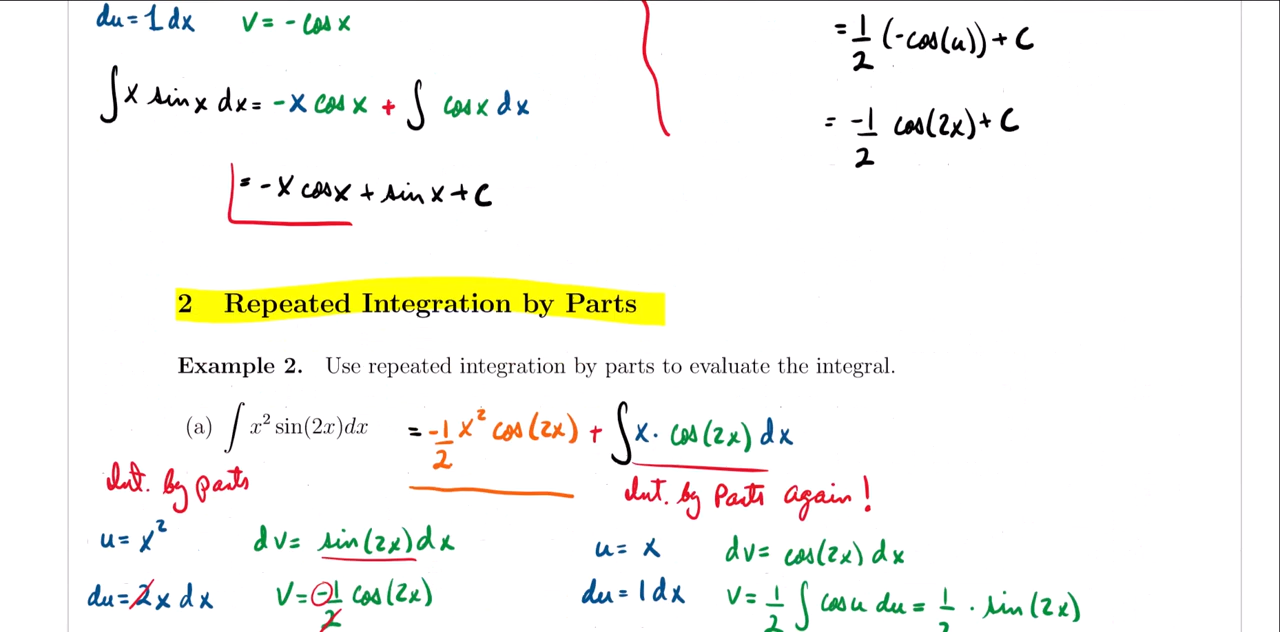 du = 1 dx    v = - cos x
∫ x sin x dx = -x cos x + ∫ cos x dx
= - x cos x + sin x + C
= 1/2 (-cos(u)) + C
= -1/2 cos(2x) + C
2 Repeated Integration by Parts
Example 2. Use repeated integration by parts to evaluate the integral.
(a) ∫ x² sin(2x)dx = -1/2 x² cos(2x) + ∫ x · cos(2x) dx
Int. by parts    Int. by Parts again!
u = x²    dv = sin(2x) dx    u = x    dv = cos(2x) dx
du = 2x dx    v = -1/2 cos(2x)    du = 1 dx    v = 1/2 ∫ cos u du = 1/2 · sin(2x)